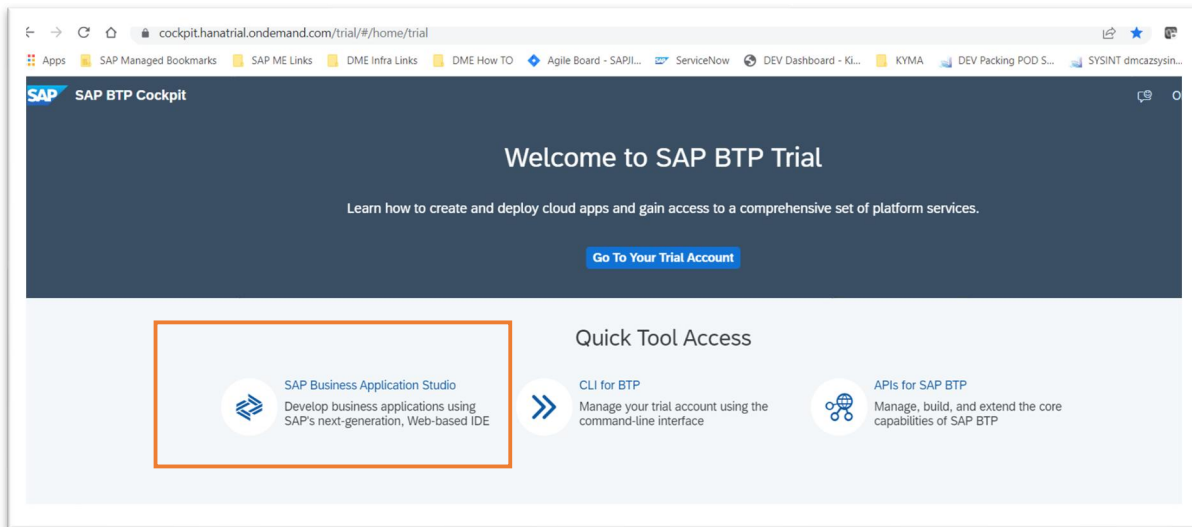 cockpit.hanatrial.ondemand.com/trial/#/home/trial
Apps SAP Managed Bookmarks SAP ME Links DME Infra Links DME How TO Agile Board - SAPJI... ServiceNow DEV Dashboard - Ki... KYMA DEV Packing POD S... SYSINT dmcazsysin...
SAP SAP BTP Cockpit
Welcome to SAP BTP Trial
Learn how to create and deploy cloud apps and gain access to a comprehensive set of platform services.
Go To Your Trial Account
Quick Tool Access
SAP Business Application Studio
Develop business applications using
SAP's next-generation, Web-based IDE
CLI for BTP
Manage your trial account using the
command-line interface
APIs for SAP BTP
Manage, build, and extend the core
capabilities of SAP BTP